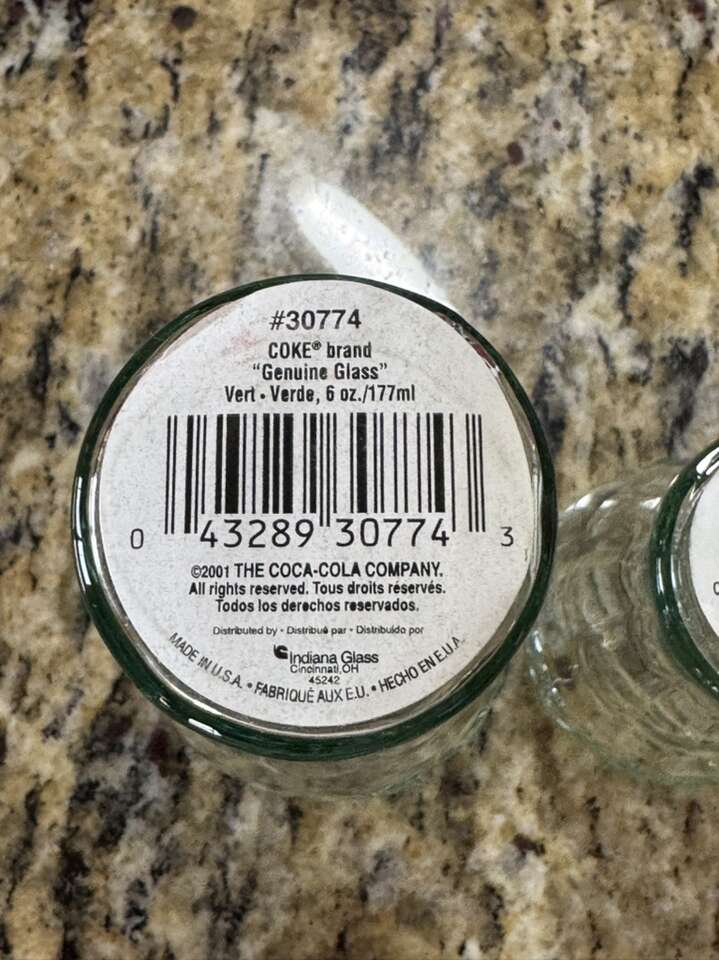 #30774
COKE® brand
"Genuine Glass"
Vert • Verde, 6 oz./177ml
0 43289 30774 3
©2001 THE COCA-COLA COMPANY.
All rights reserved. Tous droits réservés.
Todos los derechos reservados.
Distributed by • Distribué par • Distribuido por
Indiana Glass
Cincinnati, OH
45242
MADE IN U.S.A. • FABRIQUÉ AUX E.U. • HECHO EN E.U.A.